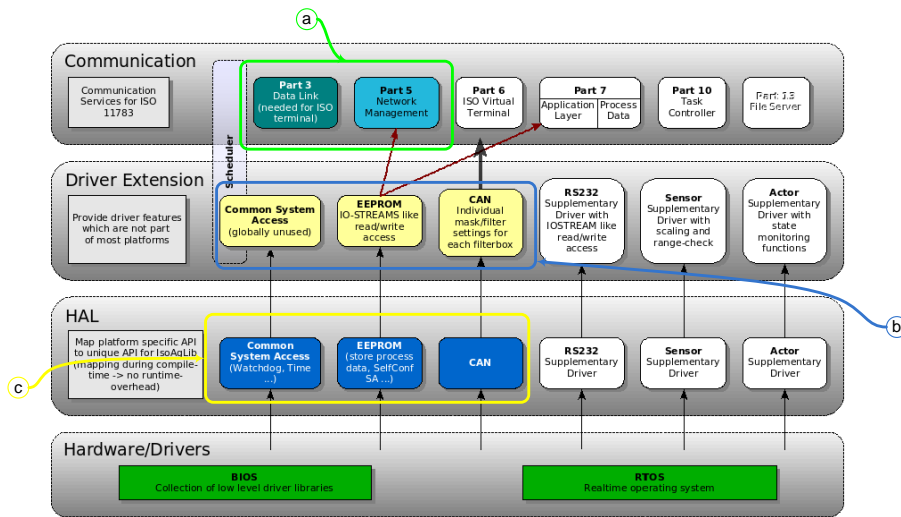 a
Communication
Communication
Services for ISO
11783
Scheduler
Part 3
Data Link
(needed for ISO
terminal)
Part 5
Network
Management
Part 6
ISO Virtual
Terminal
Part 7
Application
Layer
Process
Data
Part 10
Task
Controller
File Server
Driver Extension
Provide driver features
which are not part
of most platforms
Common System
Access
(globally unused)
EEPROM
IO-STREAMS like
read/write
access
CAN
Individual
mask/filter
settings for
each filterbox
RS232
Supplementary
Driver with
IOSTREAM like
read/write
access
Sensor
Supplementary
Driver with
scaling and
range-check
Actor
Supplementary
Driver with
state
monitoring
functions
b
HAL
Map platform specific API
to unique API for IsoAgLib
(mapping during compile-
time -> no runtime-
overhead)
Common
System Access
(Watchdog, Time
...)
EEPROM
(store process
data, SelfConf
SA ...)
CAN
RS232
Supplementary
Driver
Sensor
Supplementary
Driver
Actor
Supplementary
Driver
c
Hardware/Drivers
BIOS
Collection of low level driver libraries
RTOS
Realtime operating system